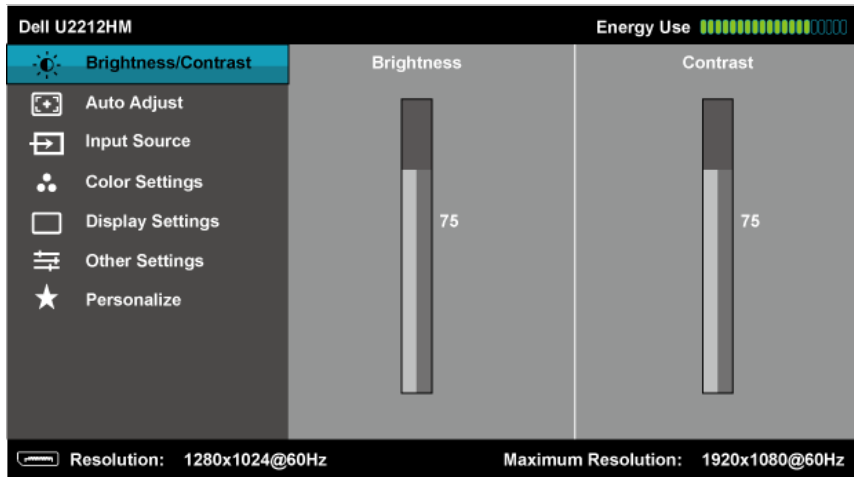 Dell U2212HM Energy Use
Brightness/Contrast Brightness Contrast
Auto Adjust
Input Source
Color Settings
Display Settings 75 75
Other Settings
Personalize
Resolution: 1280x1024@60Hz Maximum Resolution: 1920x1080@60Hz